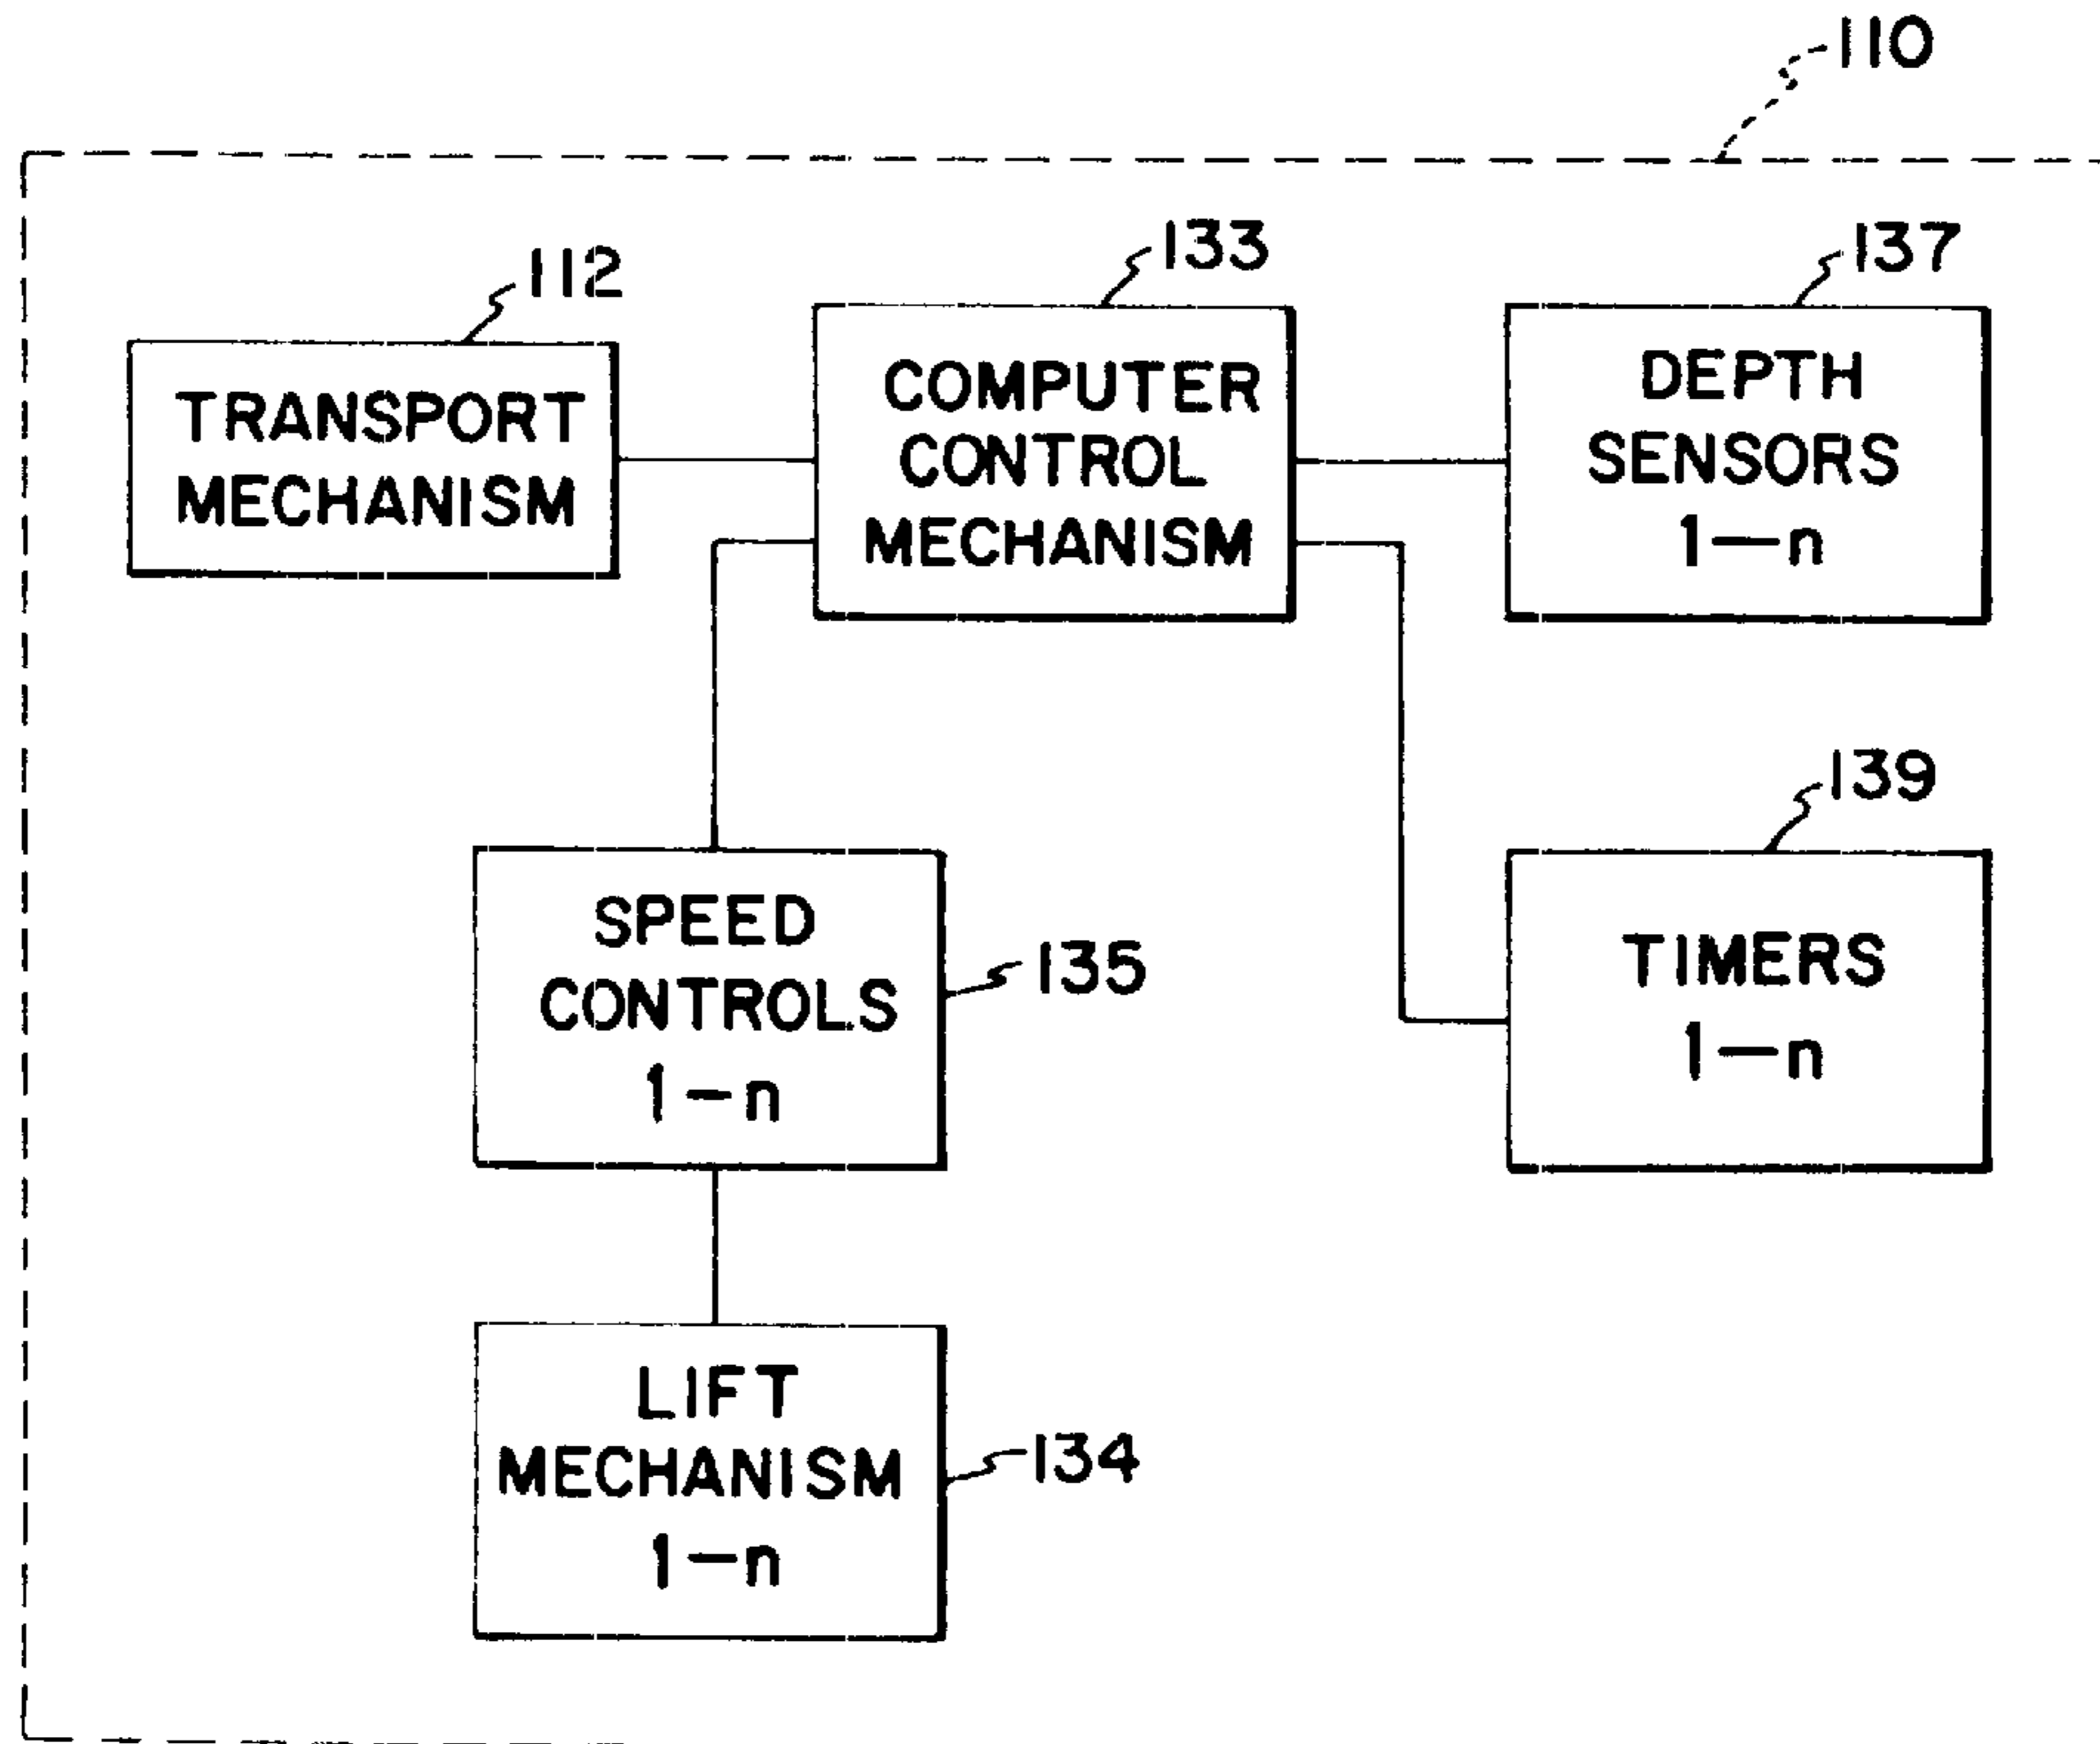 110
112
TRANSPORT
MECHANISM
133
COMPUTER
CONTROL
MECHANISM
137
DEPTH
SENSORS
1—n
135
SPEED
CONTROLS
1—n
139
TIMERS
1—n
134
LIFT
MECHANISM
1—n